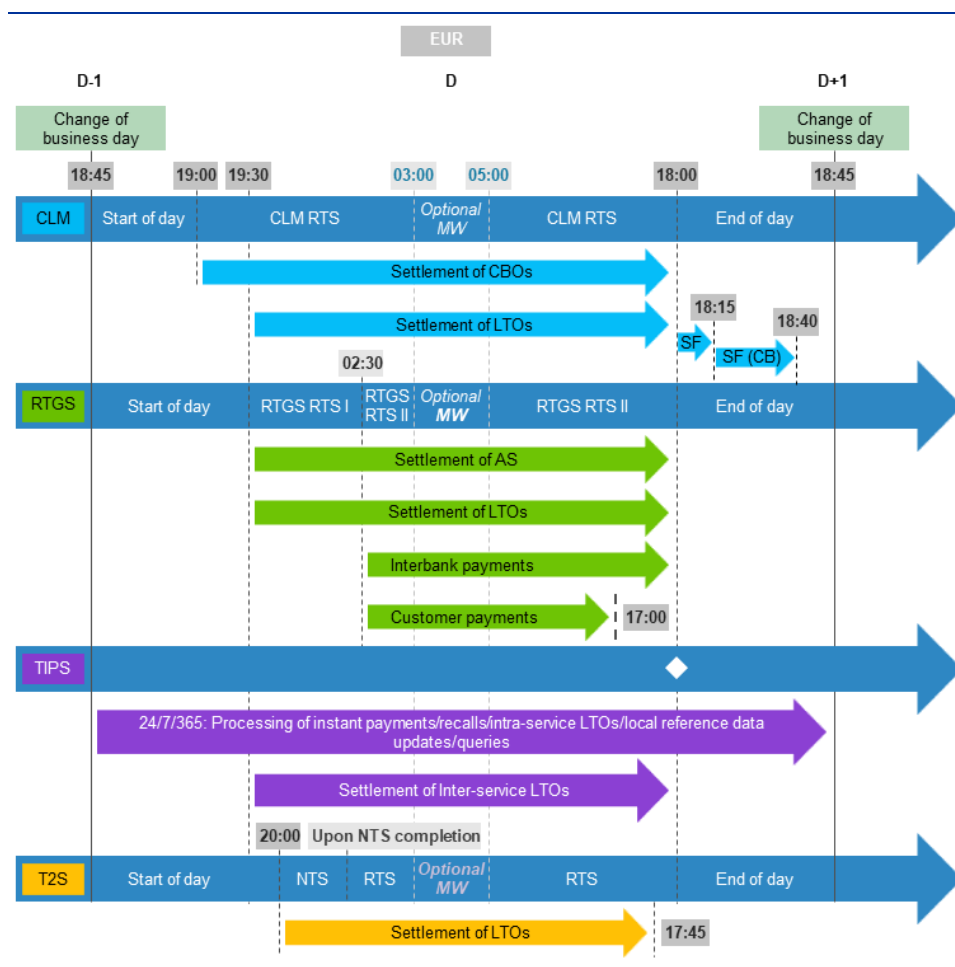 EUR
D-1
D
D+1
Change of
business day
Change of
business day
18:45
19:00
19:30
03:00
05:00
18:00
18:45
CLM
Start of day
CLM RTS
Optional
MW
CLM RTS
End of day
Settlement of CBOs
Settlement of LTOs
SF
18:15
SF (CB)
18:40
02:30
RTGS
Start of day
RTGS RTS I
RTGS
RTS II
Optional
MW
RTGS RTS II
End of day
Settlement of AS
Settlement of LTOs
Interbank payments
Customer payments
17:00
TIPS
24/7/365: Processing of instant payments/recalls/intra-service LTOs/local reference data
updates/queries
Settlement of Inter-service LTOs
20:00
Upon NTS completion
T2S
Start of day
NTS
RTS
Optional
MW
RTS
End of day
Settlement of LTOs
17:45